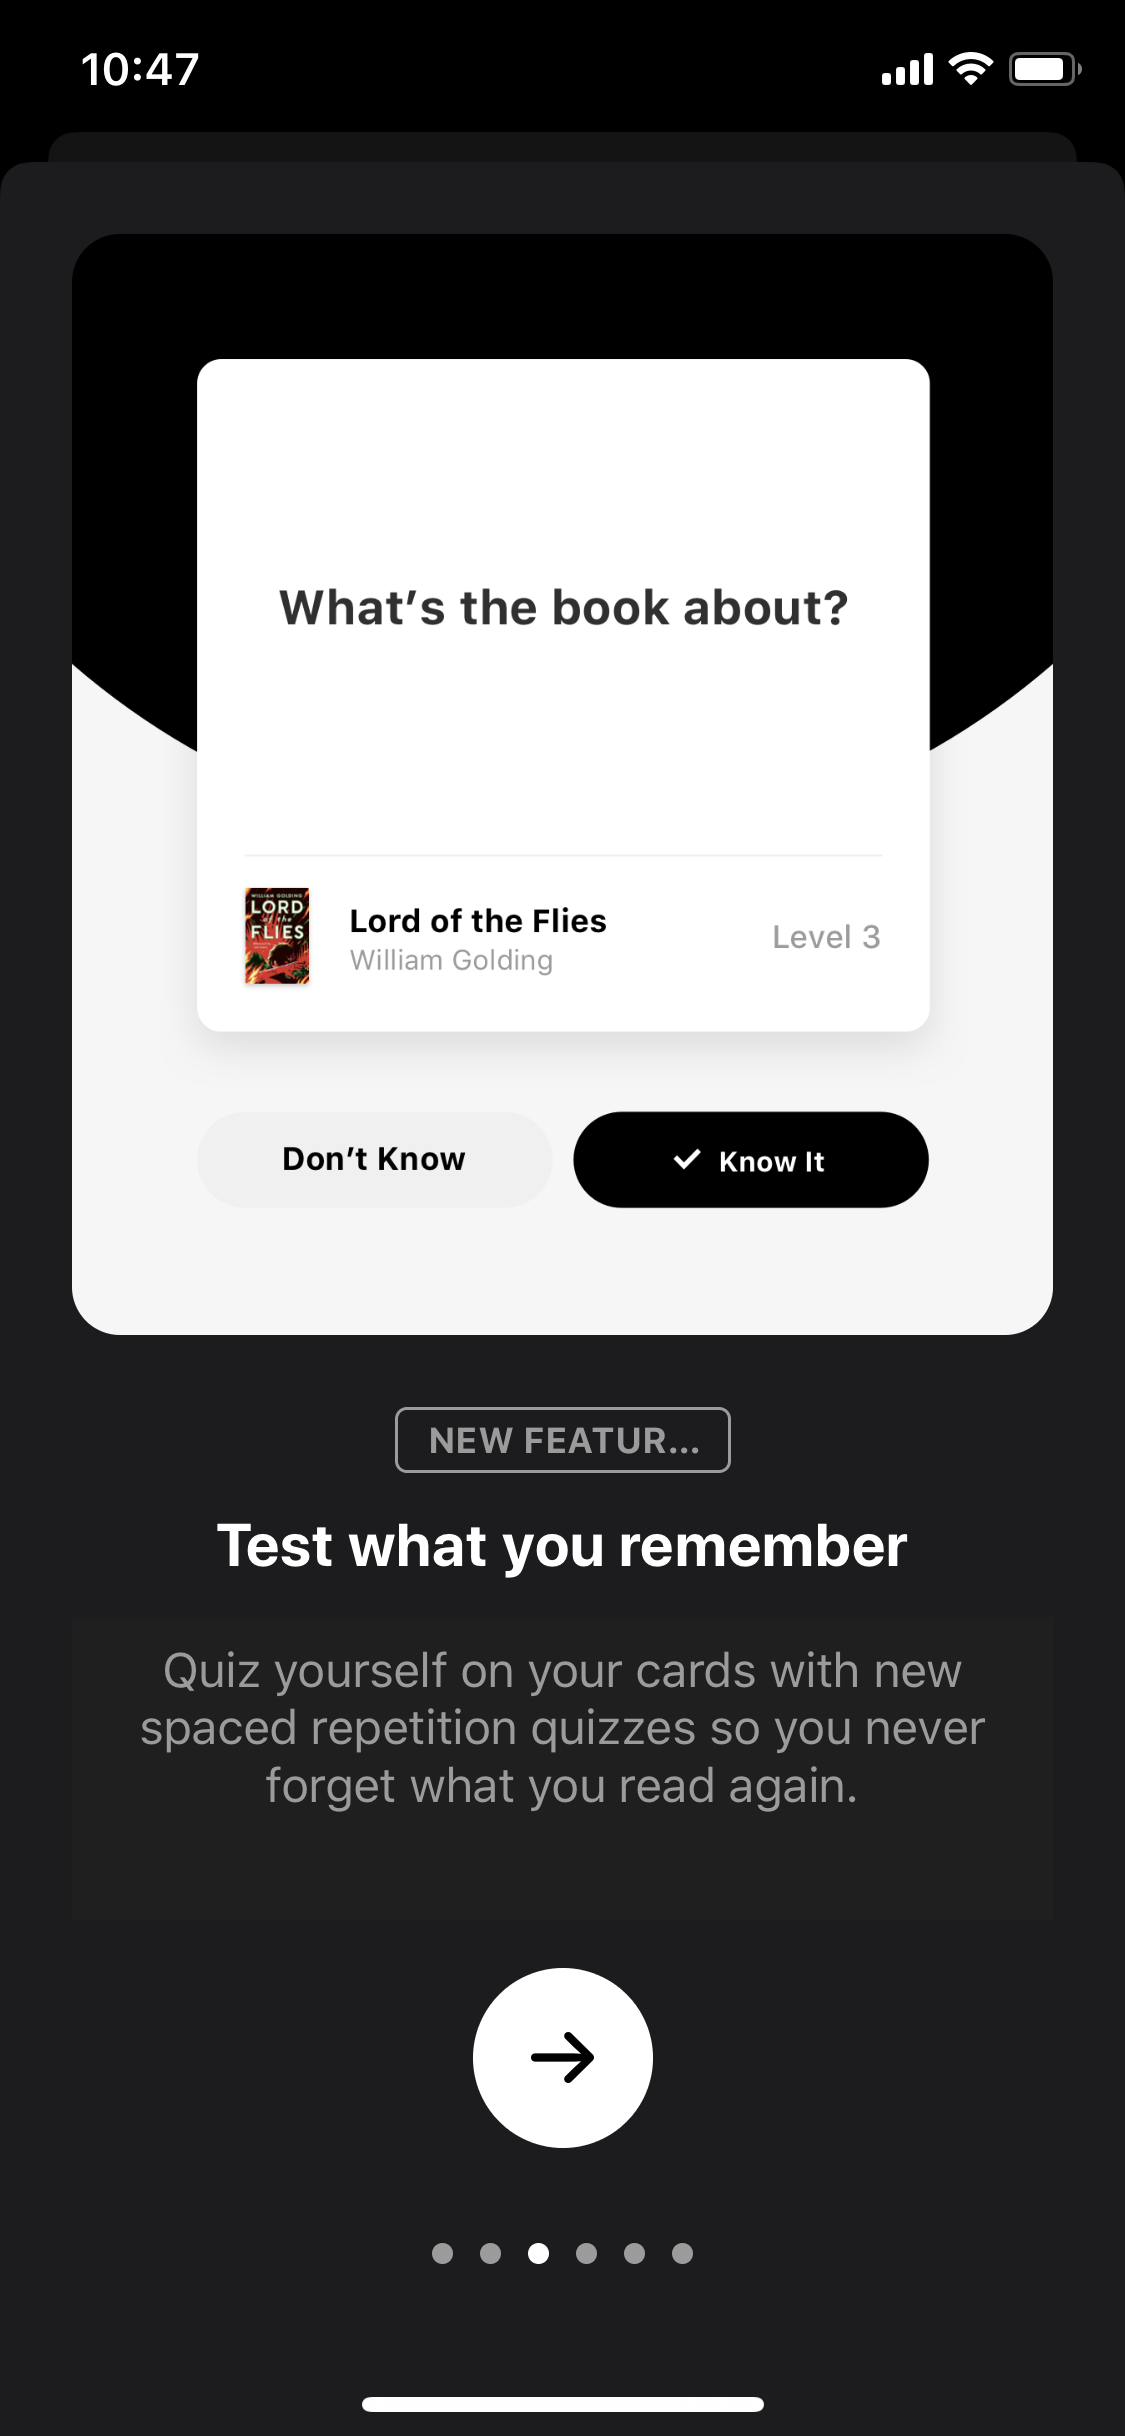 10:47
What’s the book about?
WILLIAM GOLDING
LORD
of the
FLIES
Lord of the Flies
William Golding
Level 3
Don’t Know
Know It
NEW FEATUR...
Test what you remember
Quiz yourself on your cards with new
spaced repetition quizzes so you never
forget what you read again.